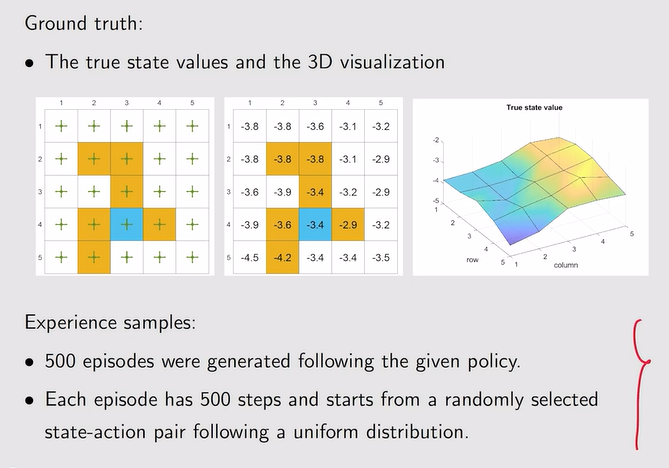 Ground truth:
• The true state values and the 3D visualization
1 2 3 4 5
1
2
3
4
5
1 2 3 4 5
1 -3.8 -3.8 -3.6 -3.1 -3.2
2 -3.8 -3.8 -3.8 -3.1 -2.9
3 -3.6 -3.9 -3.4 -3.2 -2.9
4 -3.9 -3.6 -3.4 -2.9 -3.2
5 -4.5 -4.2 -3.4 -3.4 -3.5
True state value
-2
-3
-4
-5
1
2
3
4
5
row
1
2
3
4
5
column
Experience samples:
• 500 episodes were generated following the given policy.
• Each episode has 500 steps and starts from a randomly selected
state-action pair following a uniform distribution.